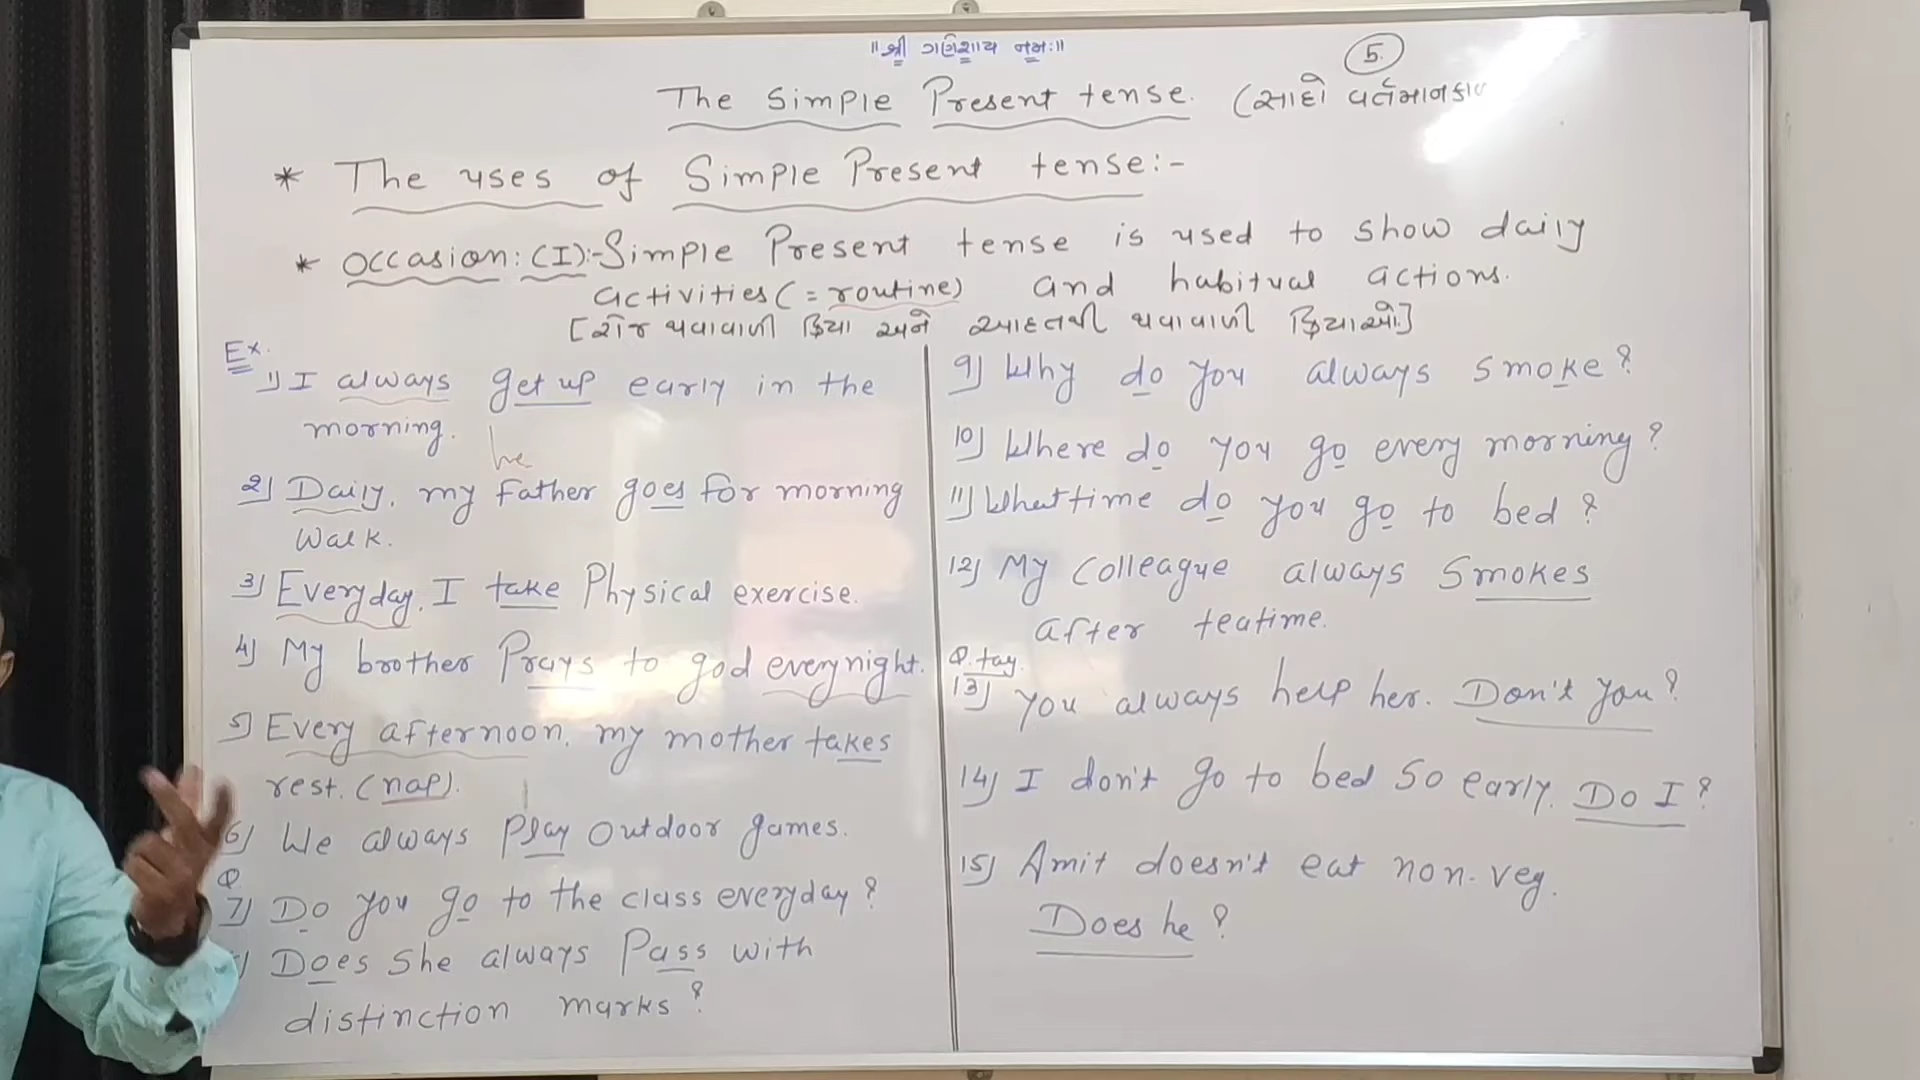 ॥ श्री गणेशाय नमः॥
5.
The Simple Present tense. (સાદો વર્તમાનકાળ
* The uses of Simple Present tense:-
* Occasion: (I):- Simple Present tense is used to show daily
activities (= routine) and habitual actions.
[રોજ થવાવાળી ક્રિયા અને આદતથી થવાવાળી ક્રિયાઓ.]
Ex.
1) I always get up early in the
morning.
he
2) Daily, my father goes for morning
walk.
3) Everyday, I take Physical exercise.
4) My brother Prays to god every night.
5) Every afternoon, my mother takes
rest. (nap).
6) We always Play outdoor games.
Q.
7) Do you go to the class everyday?
) Does she always Pass with
distinction marks?
9) Why do you always smoke?
10) Where do you go every morning?
11) What time do you go to bed?
12) My colleague always smokes
after teatime.
Q. tag.
13) You always help her. Don't you?
14) I don't go to bed so early. Do I?
15) Amit doesn't eat non-veg.
Does he?